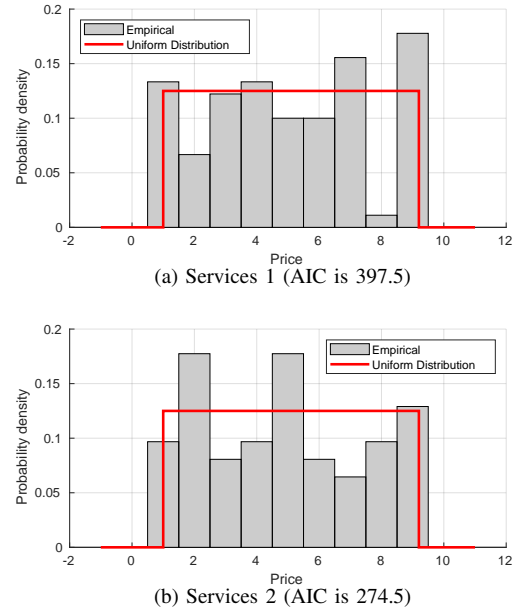 0.2
Empirical
Uniform Distribution
0.15
0.1
0.05
0
Probability density
-2 0 2 4 6 8 10 12
Price
(a) Services 1 (AIC is 397.5)
0.2
Empirical
Uniform Distribution
0.15
0.1
0.05
0
Probability density
-2 0 2 4 6 8 10 12
Price
(b) Services 2 (AIC is 274.5)